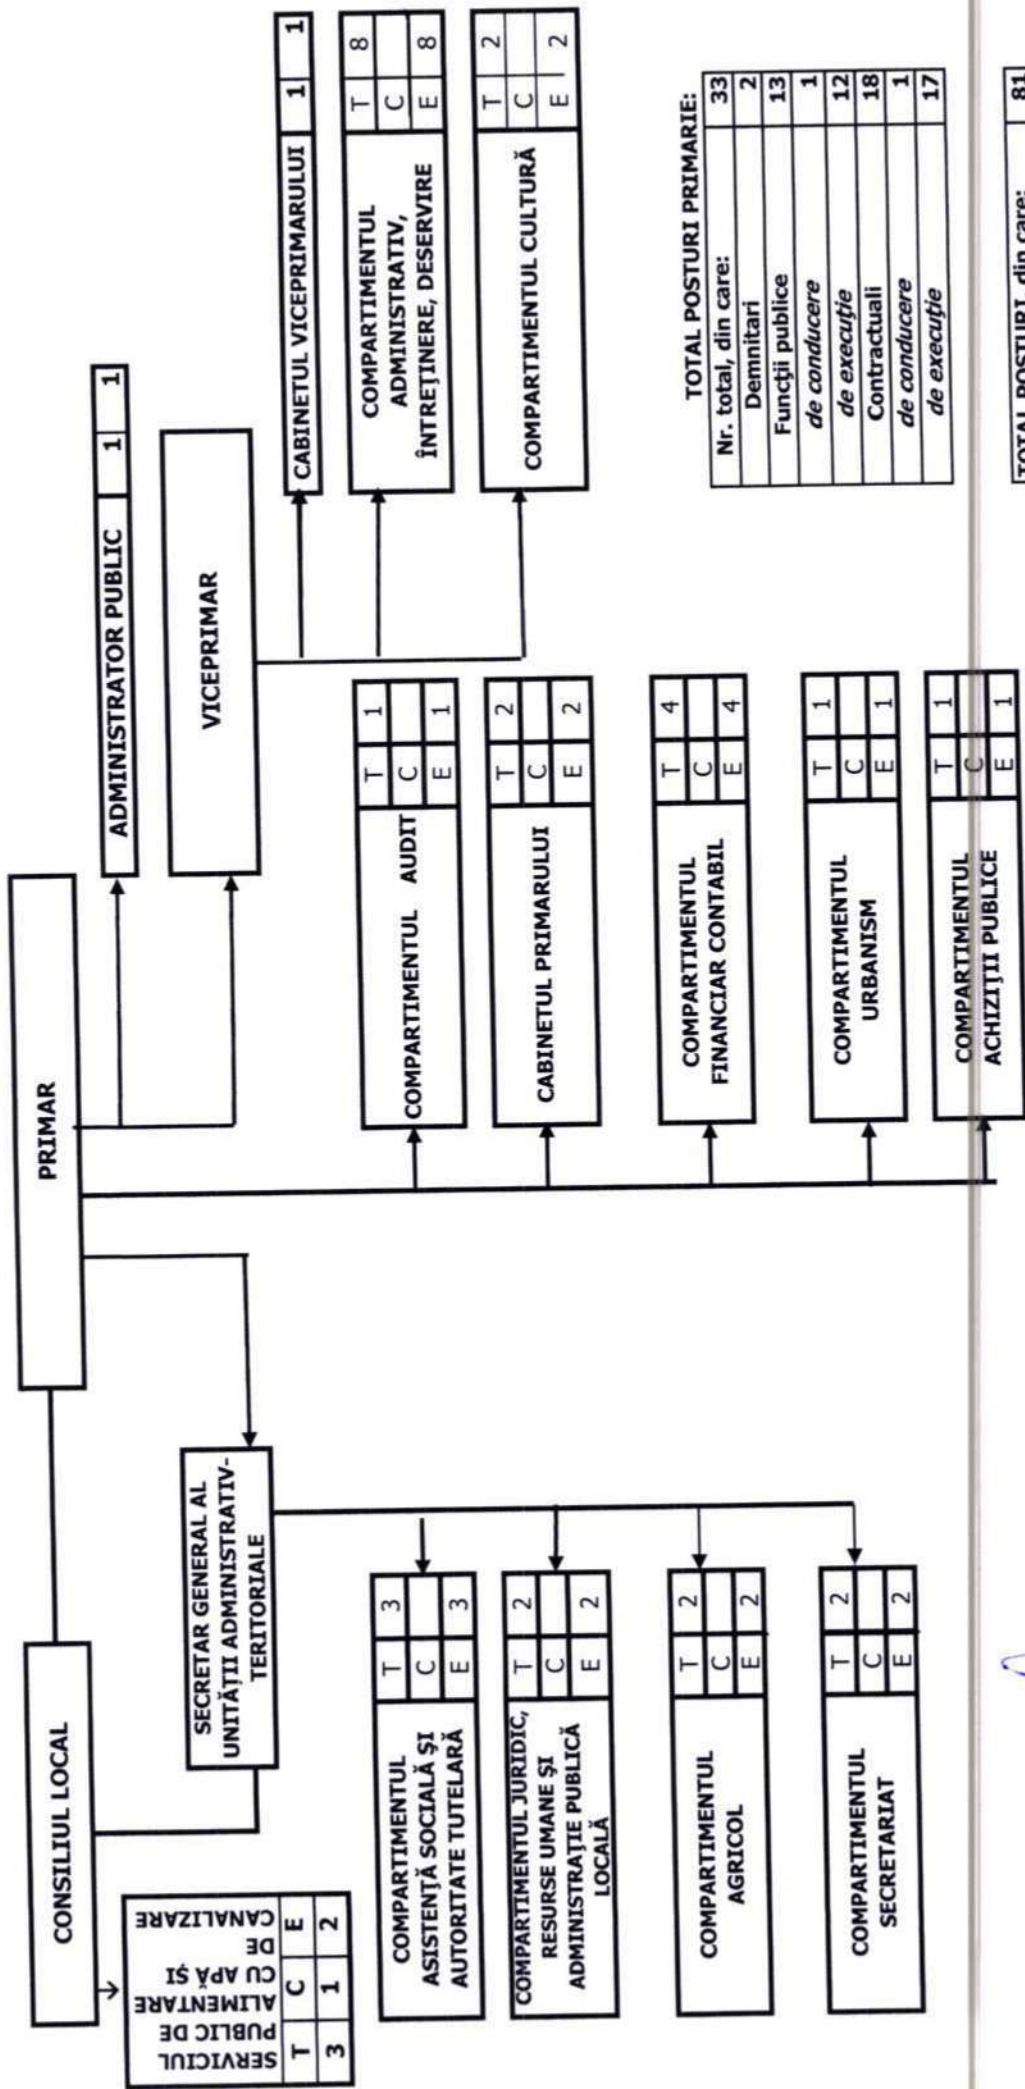 PRIMAR
CONSILIUL LOCAL
ADMINISTRATOR PUBLIC 1 1
VICEPRIMAR
SERVICIUL
PUBLIC DE
ALIMENTARE
CU APĂ ȘI
DE
CANALIZARE
T C E
3 1 2
SECRETAR GENERAL AL
UNITĂȚII ADMINISTRATIV-
TERITORIALE
CABINETUL VICEPRIMARULUI 1 1
COMPARTIMENTUL
ADMINISTRATIV,
ÎNTREȚINERE, DESERVIRE
T 8
C
E 8
COMPARTIMENTUL CULTURĂ
T 2
C
E 2
COMPARTIMENTUL AUDIT
T 1
C
E 1
CABINETUL PRIMARULUI
T 2
C
E 2
COMPARTIMENTUL
FINANCIAR CONTABIL
T 4
C
E 4
COMPARTIMENTUL
URBANISM
T 1
C
E 1
COMPARTIMENTUL
ACHIZIȚII PUBLICE
T 1
C
E 1
COMPARTIMENTUL
ASISTENȚĂ SOCIALĂ ȘI
AUTORITATE TUTELARĂ
T 3
C
E 3
COMPARTIMENTUL JURIDIC,
RESURSE UMANE ȘI
ADMINISTRAȚIE PUBLICĂ
LOCALĂ
T 2
C
E 2
COMPARTIMENTUL
AGRICOL
T 2
C
E 2
COMPARTIMENTUL
SECRETARIAT
T 2
C
E 2
TOTAL POSTURI PRIMARIE:
Nr. total, din care: 33
Demnitari 2
Funcții publice 13
de conducere 1
de execuție 12
Contractuali 18
de conducere 1
de execuție 17
TOTAL POSTURI, din care: 81